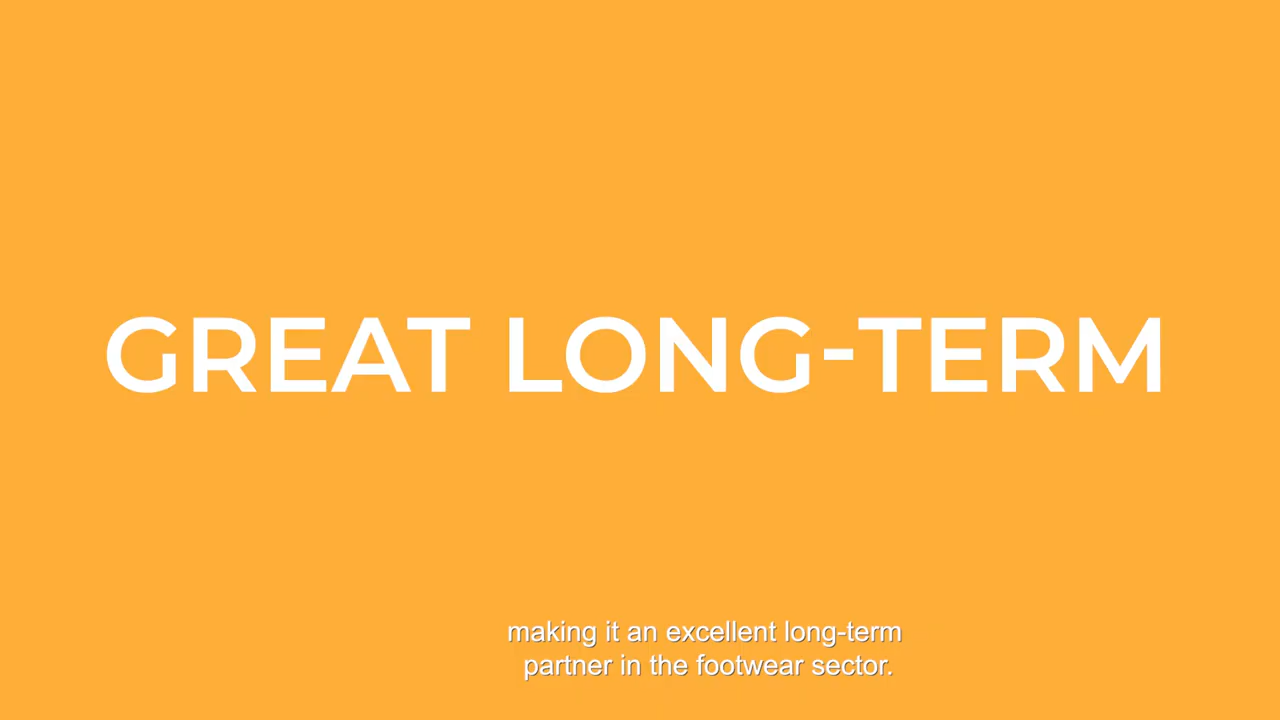 GREAT LONG-TERM
making it an excellent long-term
partner in the footwear sector.